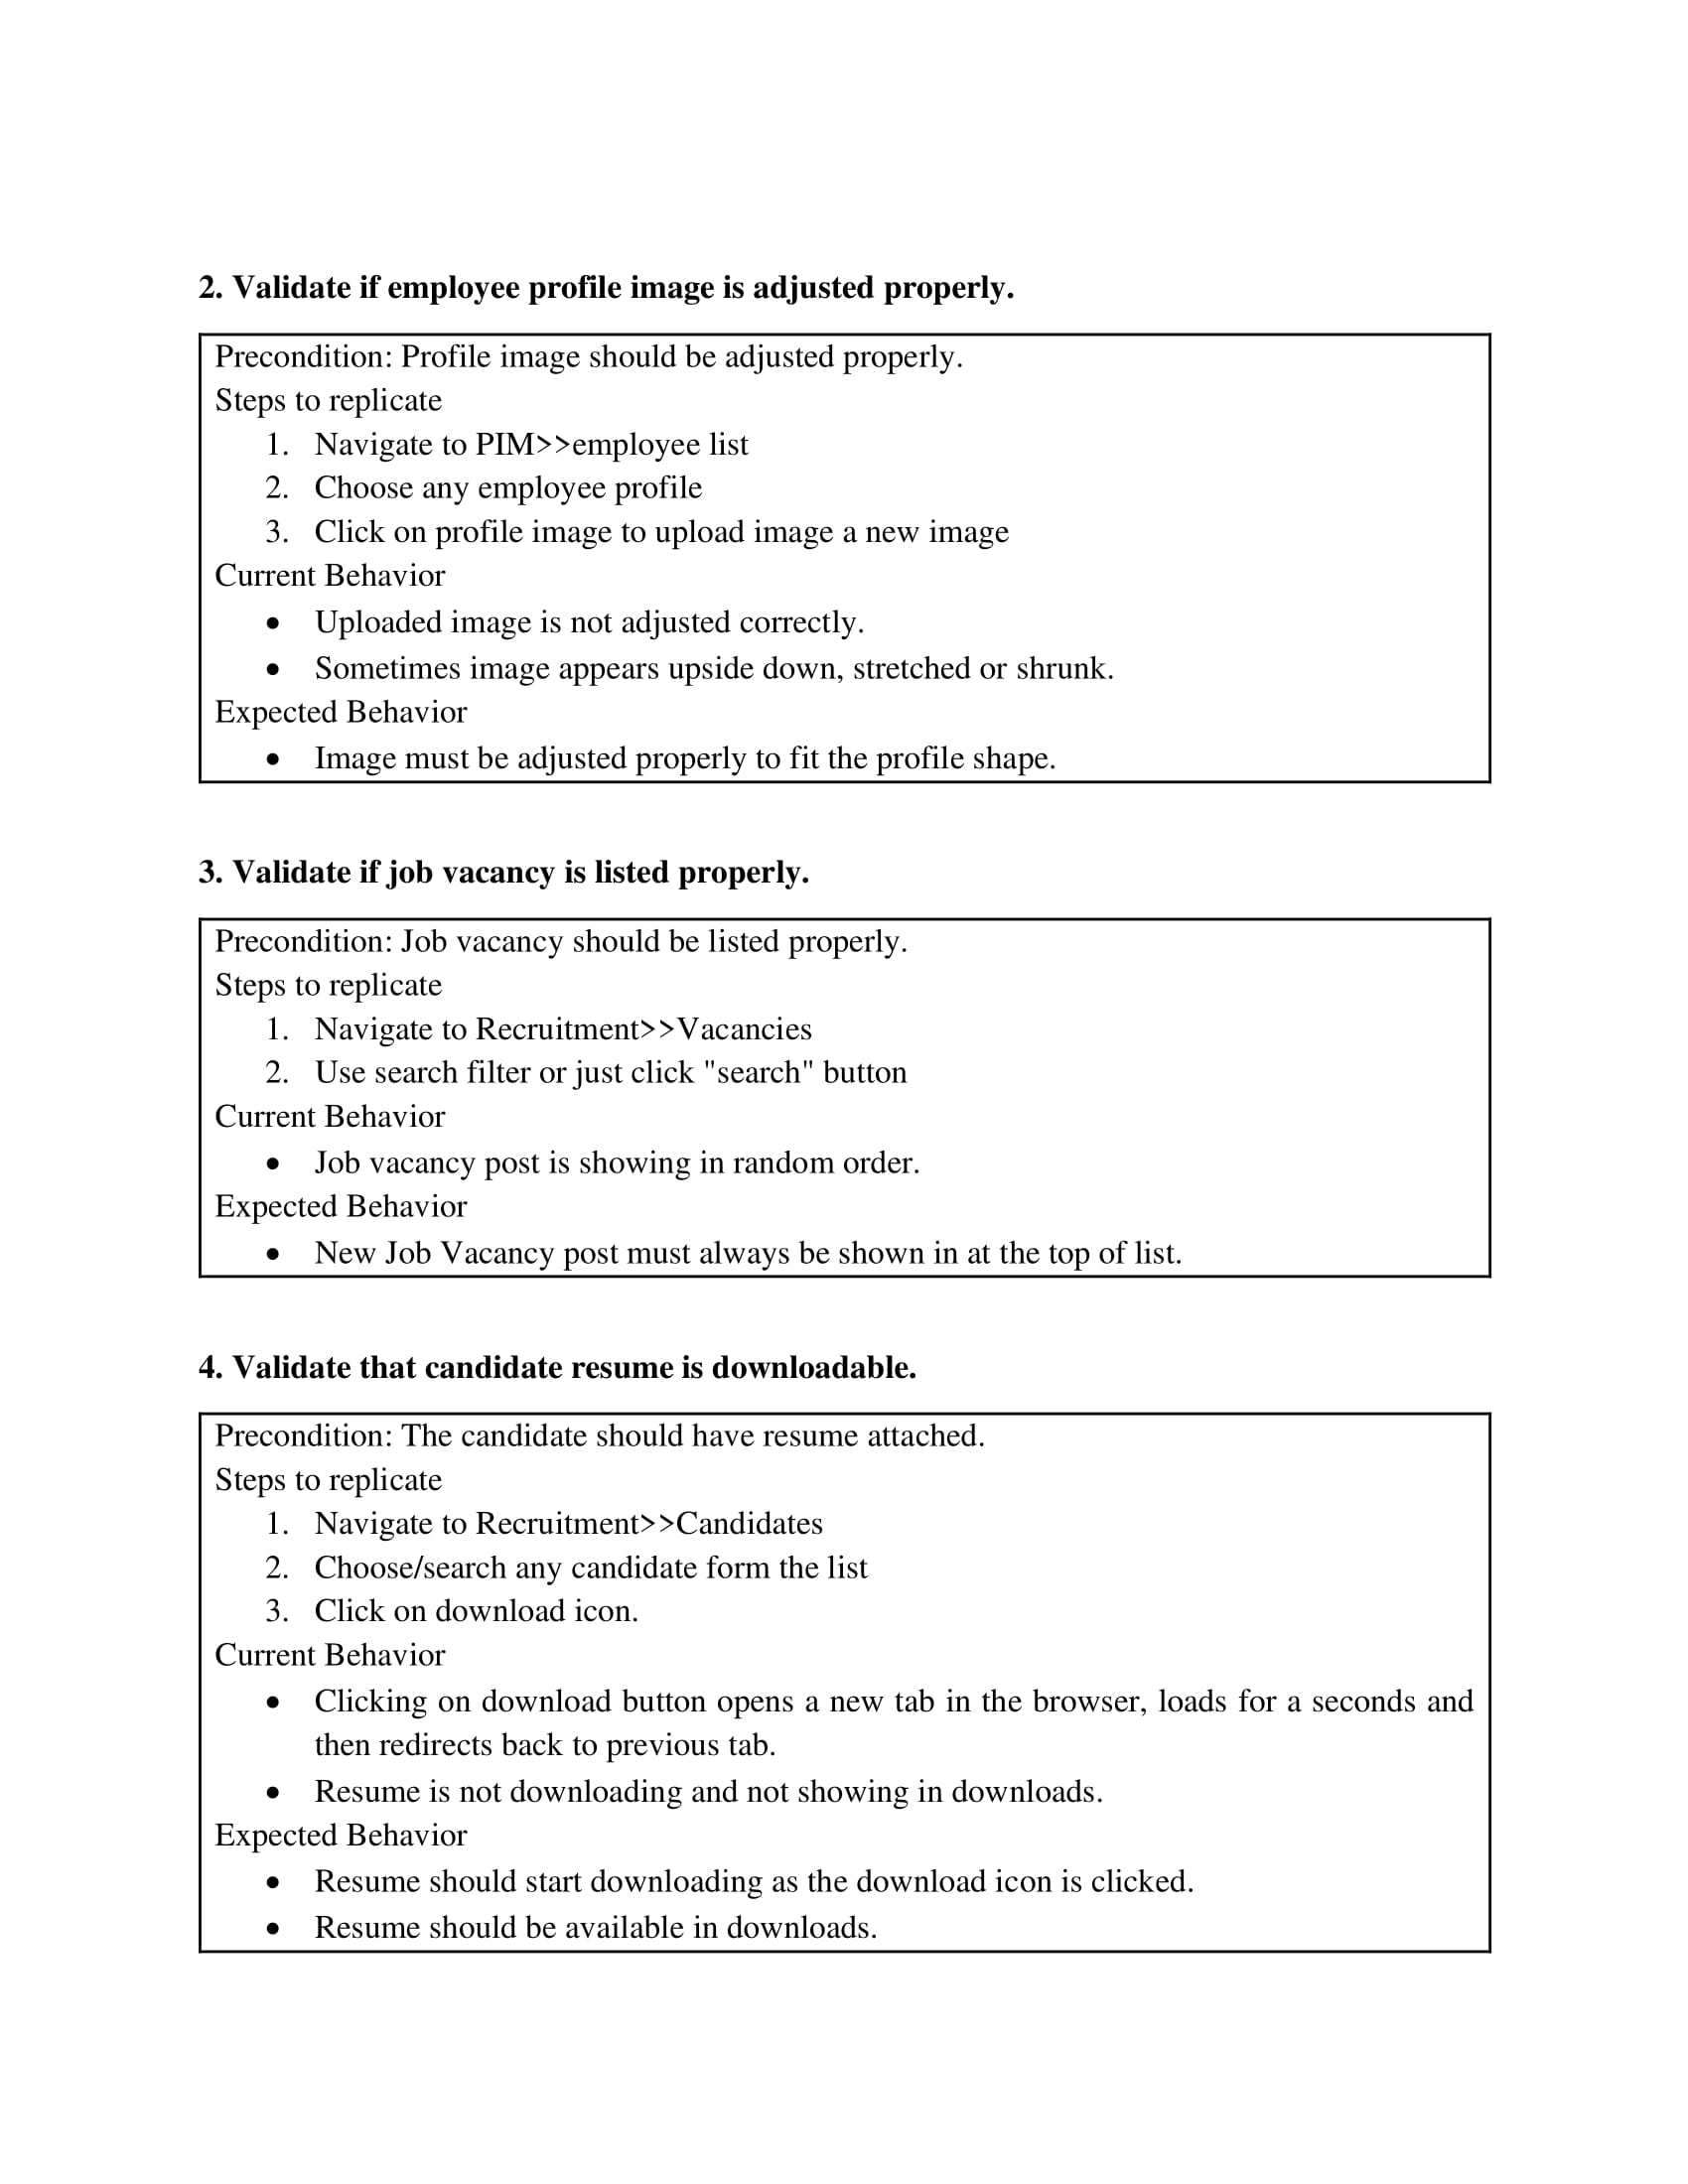 2. Validate if employee profile image is adjusted properly.
Precondition: Profile image should be adjusted properly.
Steps to replicate
1. Navigate to PIM>>employee list
2. Choose any employee profile
3. Click on profile image to upload image a new image
Current Behavior
• Uploaded image is not adjusted correctly.
• Sometimes image appears upside down, stretched or shrunk.
Expected Behavior
• Image must be adjusted properly to fit the profile shape.
3. Validate if job vacancy is listed properly.
Precondition: Job vacancy should be listed properly.
Steps to replicate
1. Navigate to Recruitment>>Vacancies
2. Use search filter or just click "search" button
Current Behavior
• Job vacancy post is showing in random order.
Expected Behavior
• New Job Vacancy post must always be shown in at the top of list.
4. Validate that candidate resume is downloadable.
Precondition: The candidate should have resume attached.
Steps to replicate
1. Navigate to Recruitment>>Candidates
2. Choose/search any candidate form the list
3. Click on download icon.
Current Behavior
• Clicking on download button opens a new tab in the browser, loads for a seconds and
then redirects back to previous tab.
• Resume is not downloading and not showing in downloads.
Expected Behavior
• Resume should start downloading as the download icon is clicked.
• Resume should be available in downloads.